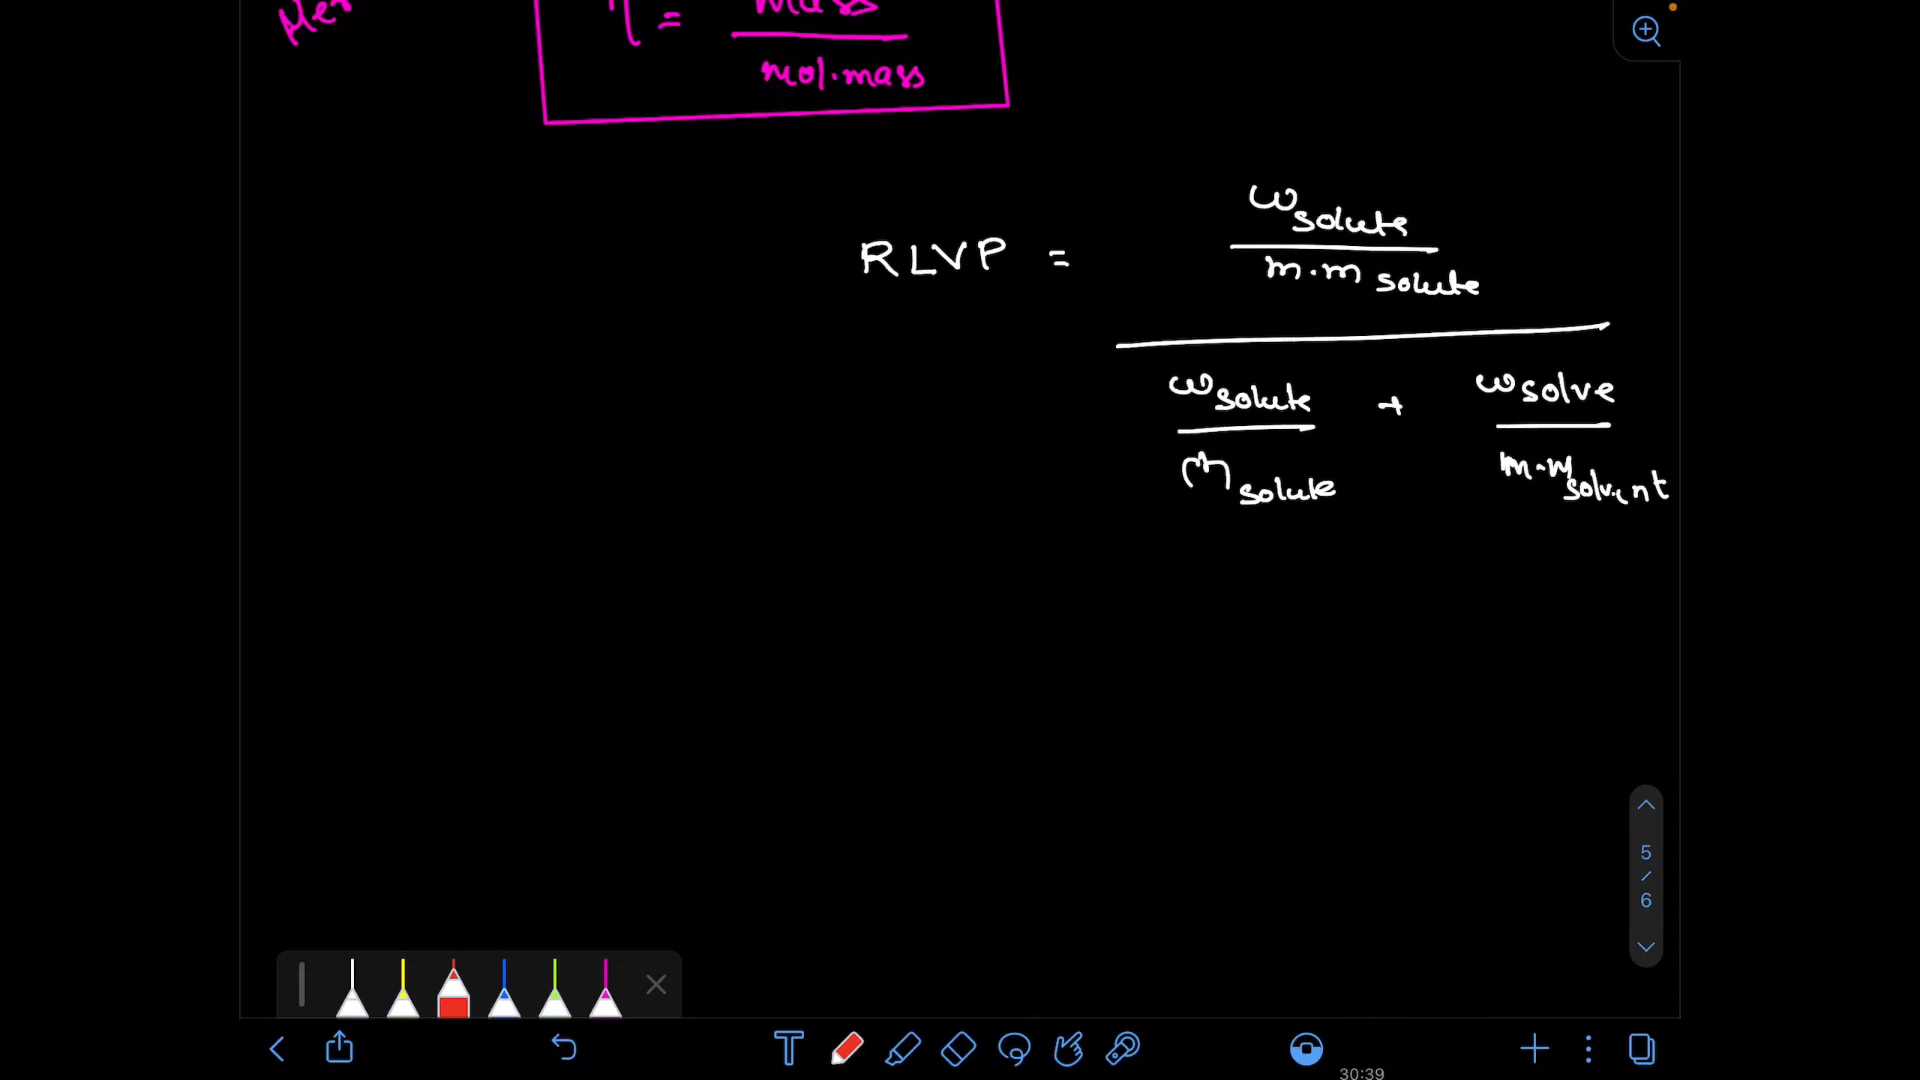 η = mass
mol.mass
RLVP = ω solute
m.m solute
ω solute + ω solve
m solute m.m solvent
5
/
6
T
30:39